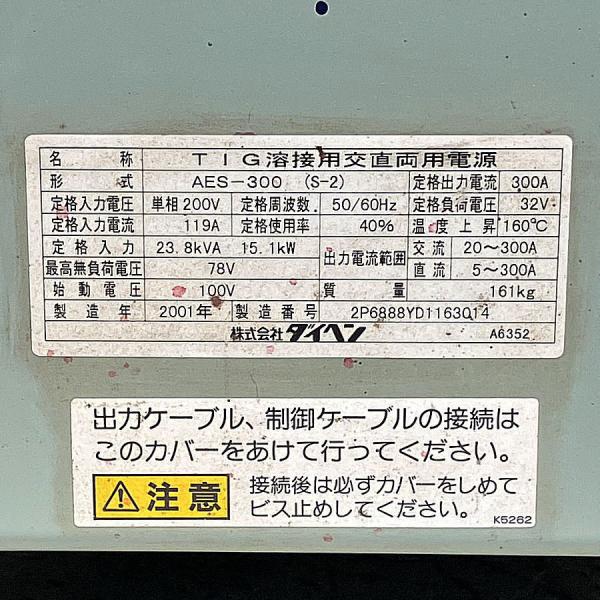 名称 TIG溶接用交直両用電源
形式 AES-300 (S-2) 定格出力電流 300A
定格入力電圧 単相200V 定格周波数 50/60Hz 定格負荷電圧 32V
定格入力電流 119A 定格使用率 40% 温度上昇 160℃
定格入力 23.8kVA 15.1kW 出力電流範囲 交流 20〜300A
最高無負荷電圧 78V 直流 5〜300A
始動電圧 100V 質量 161kg
製造年 2001年 製造番号 2P6888YD1163014
株式会社ダイヘン A6352
出力ケーブル、制御ケーブルの接続は
このカバーをあけて行ってください。
注意 接続後は必ずカバーをしめて
ビス止めしてください。 K5262